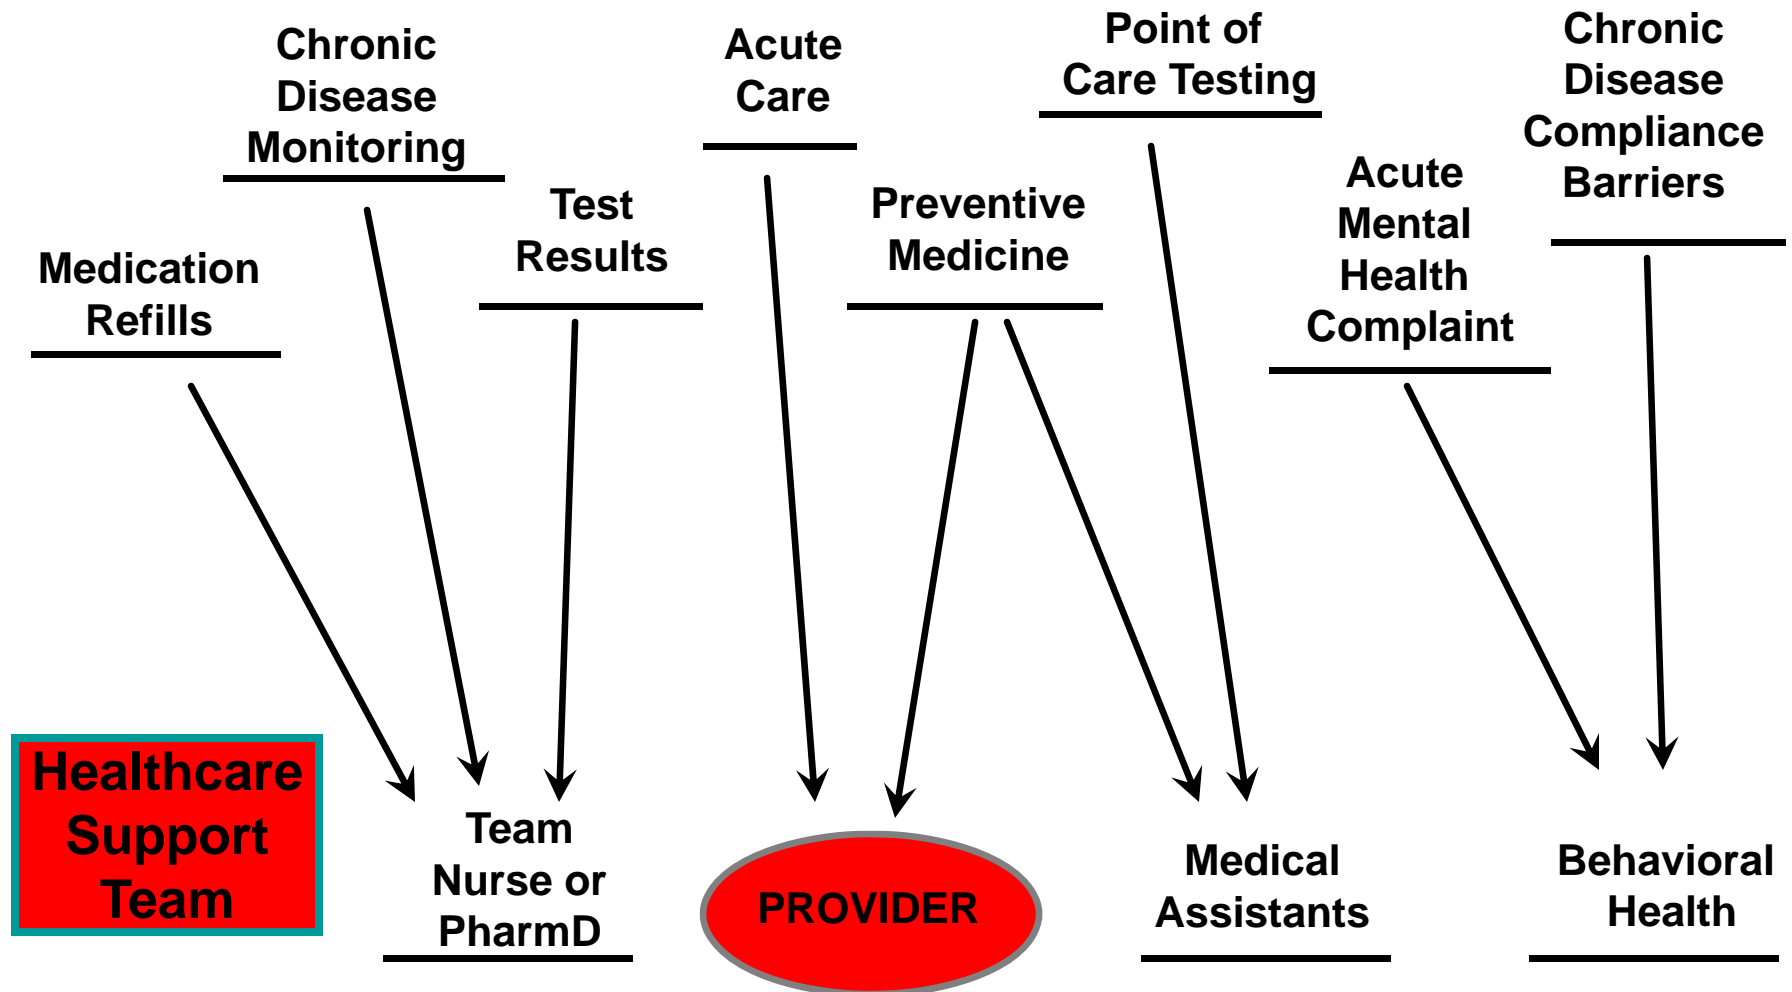 Chronic
Disease
Monitoring
Acute
Care
Point of
Care Testing
Chronic
Disease
Compliance
Barriers
Medication
Refills
Test
Results
Preventive
Medicine
Acute
Mental
Health
Complaint
Healthcare
Support
Team
Team
Nurse or
PharmD
PROVIDER
Medical
Assistants
Behavioral
Health